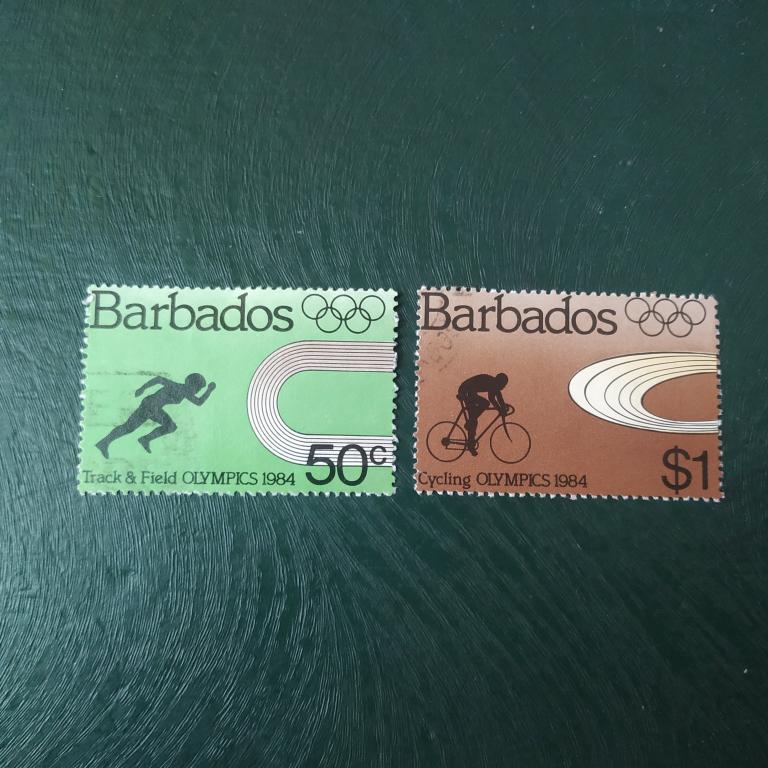 Barbados
Track & Field OLYMPICS 1984
50c
Barbados
Cycling OLYMPICS 1984
$1